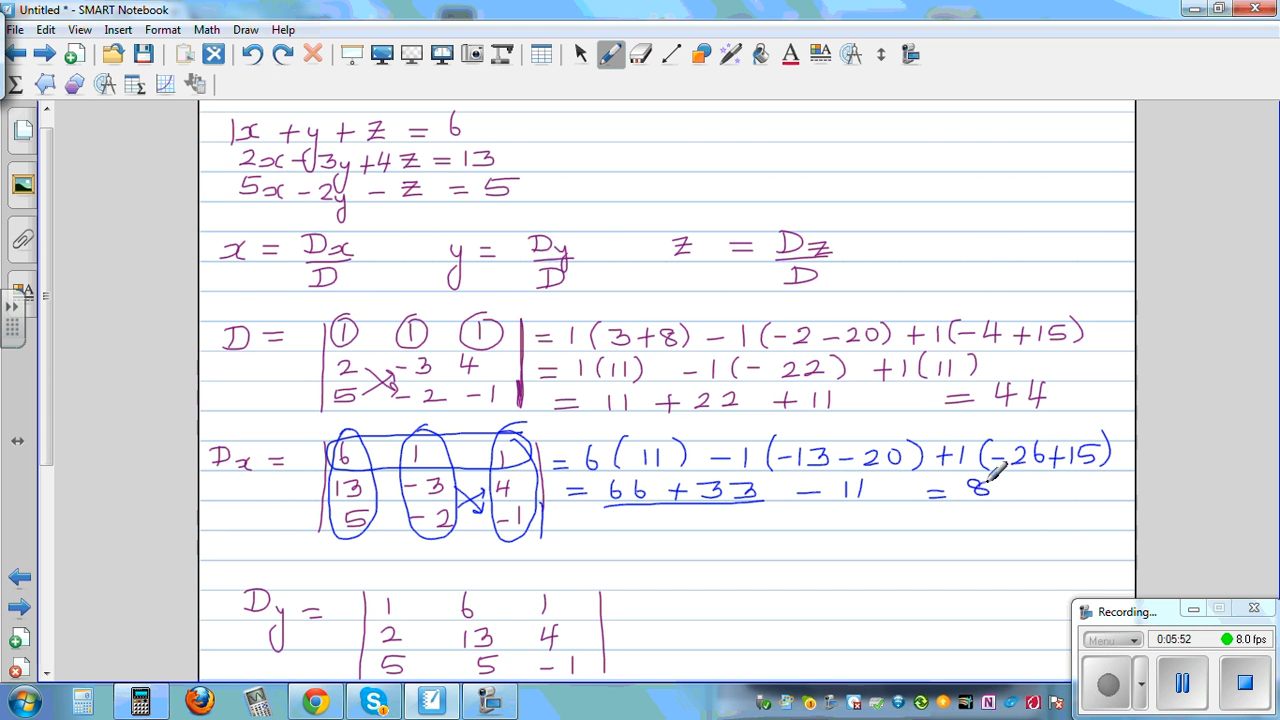 Untitled * - SMART Notebook
File Edit View Insert Format Math Draw Help
1x + y + z = 6
2x - 3y + 4z = 13
5x - 2y - z = 5
x = Dx/D y = Dy/D z = Dz/D
D = | 1 1 1 | = 1(3+8) - 1(-2-20) + 1(-4+15)
2 -3 4 = 1(11) -1(-22) +1(11)
5 -2 -1 = 11 + 22 + 11 = 44
Dx = | 6 1 1 | = 6(11) -1(-13-20) +1(-26+15)
13 -3 4 = 66 + 33 - 11 = 8
5 -2 -1
Dy = | 1 6 1 |
2 13 4
5 5 -1
Recording...
Menu 0:05:52 8.0 fps